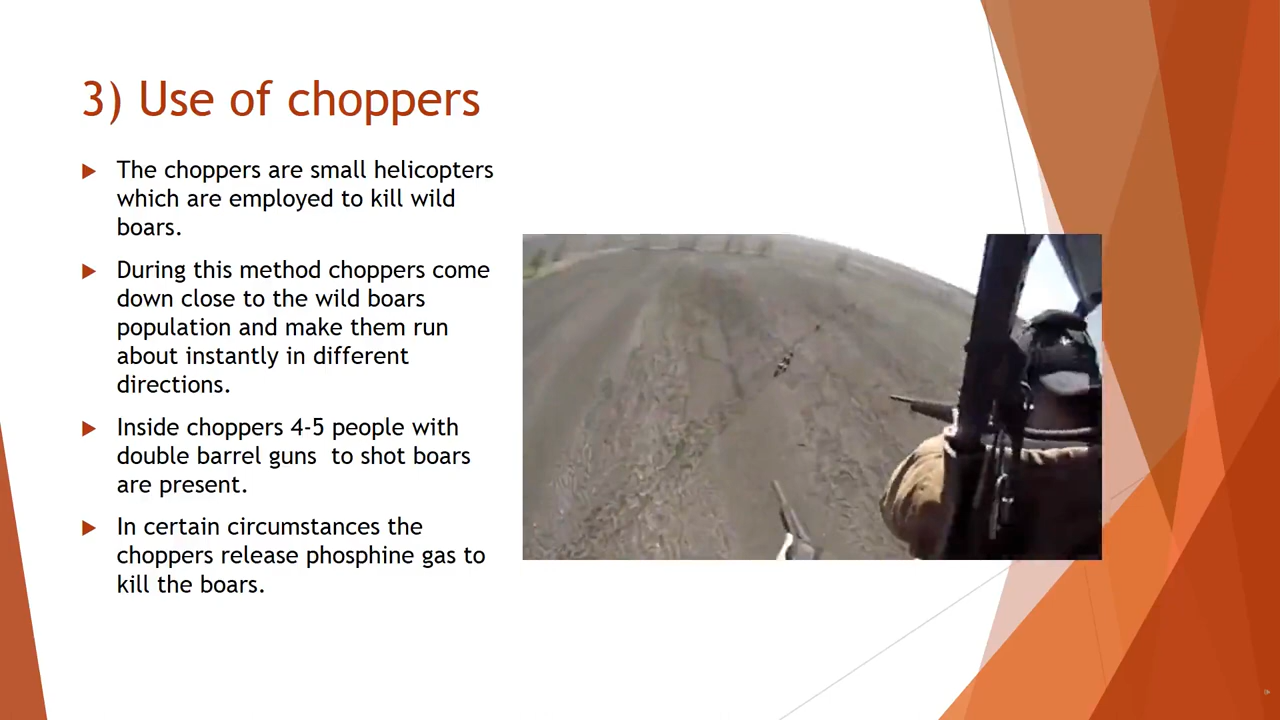 3) Use of choppers
The choppers are small helicopters
which are employed to kill wild
boars.
During this method choppers come
down close to the wild boars
population and make them run
about instantly in different
directions.
Inside choppers 4-5 people with
double barrel guns  to shot boars
are present.
In certain circumstances the
choppers release phosphine gas to
kill the boars.